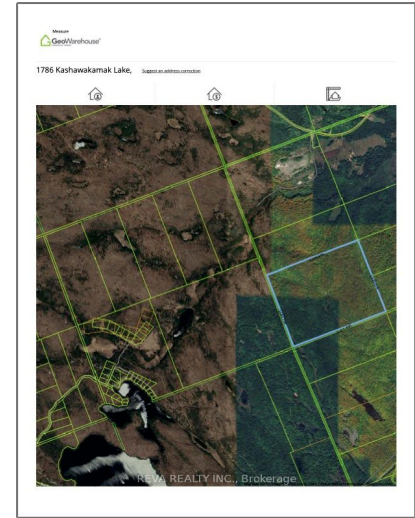 Measure
GeoWarehouse®
1786 Kashawakamak Lake, Suggest an address correction
REVA REALTY INC., Brokerage